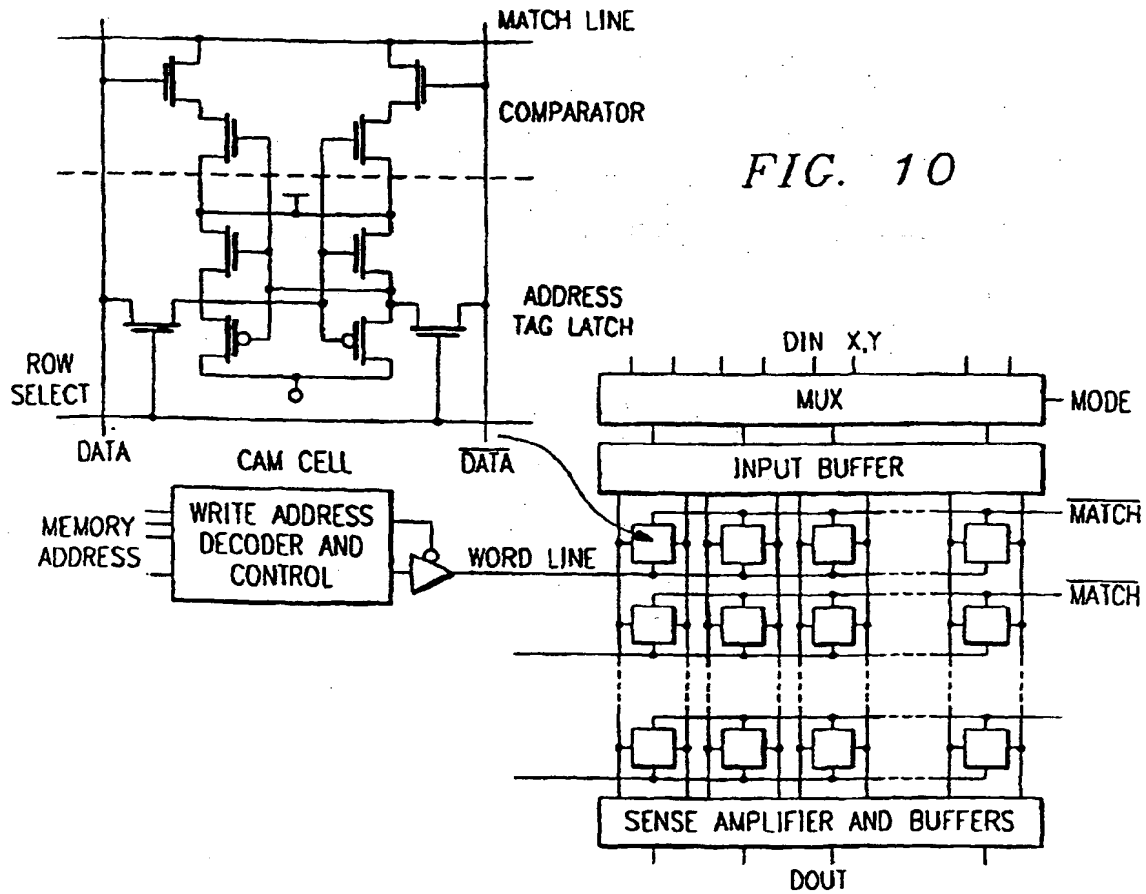 MATCH LINE
COMPARATOR
FIG. 10
ADDRESS
TAG LATCH
ROW
SELECT
DATA
CAM CELL
DATA
DIN X,Y
MUX
MODE
INPUT BUFFER
MEMORY
ADDRESS
WRITE ADDRESS
DECODER AND
CONTROL
WORD LINE
MATCH
MATCH
SENSE AMPLIFIER AND BUFFERS
DOUT